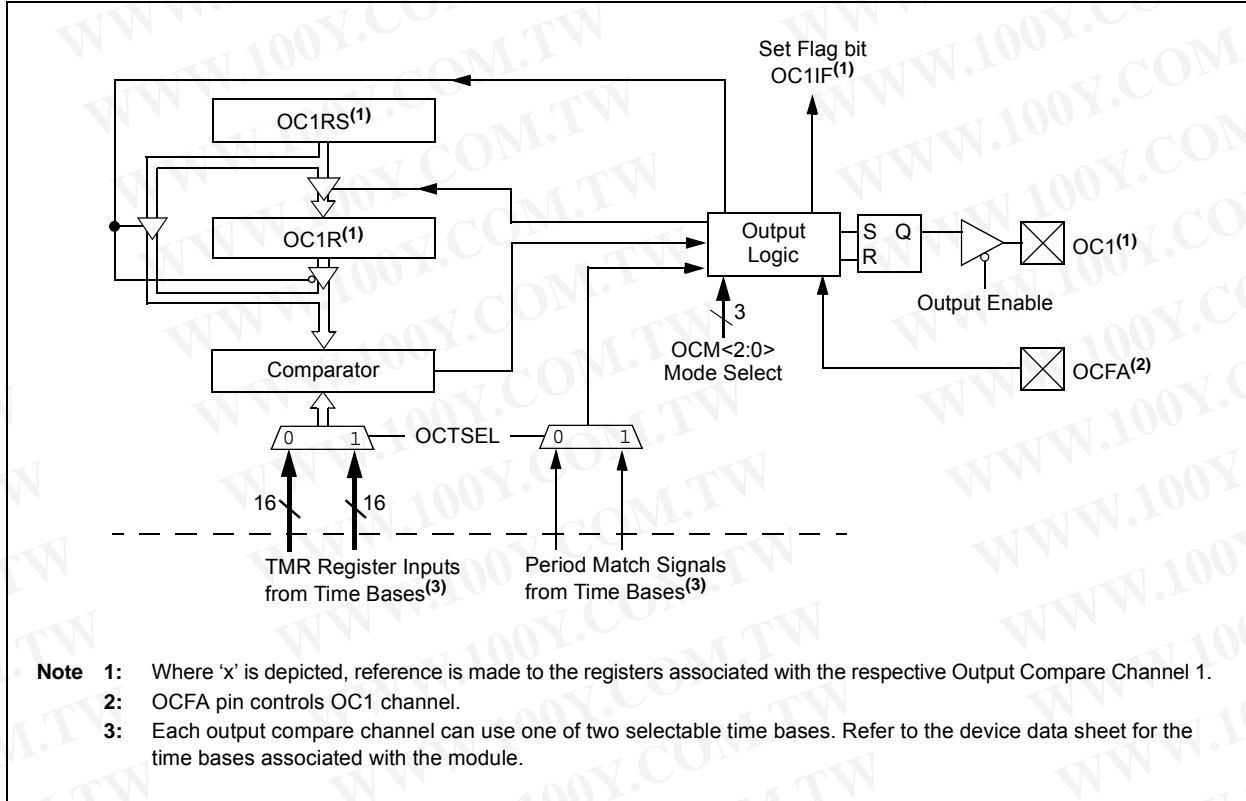 Set Flag bit
OC1IF(1)
OC1RS(1)
OC1R(1)
Output
Logic
S Q
R
OC1(1)
Output Enable
3
OCM<2:0>
Mode Select
OCFA(2)
Comparator
0 1
OCTSEL
0 1
16
16
TMR Register Inputs
from Time Bases(3)
Period Match Signals
from Time Bases(3)
Note 1: Where ‘x’ is depicted, reference is made to the registers associated with the respective Output Compare Channel 1.
2: OCFA pin controls OC1 channel.
3: Each output compare channel can use one of two selectable time bases. Refer to the device data sheet for the
time bases associated with the module.
WWW.100Y.COM.TW